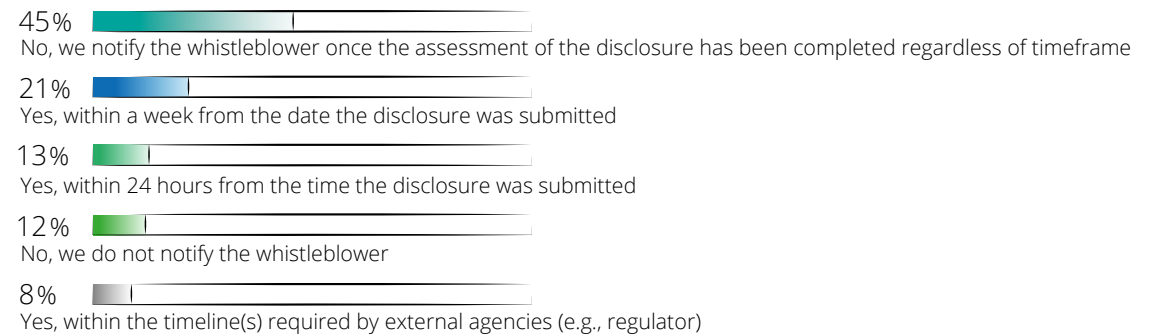 45%
No, we notify the whistleblower once the assessment of the disclosure has been completed regardless of timeframe
21%
Yes, within a week from the date the disclosure was submitted
13%
Yes, within 24 hours from the time the disclosure was submitted
12%
No, we do not notify the whistleblower
8%
Yes, within the timeline(s) required by external agencies (e.g., regulator)